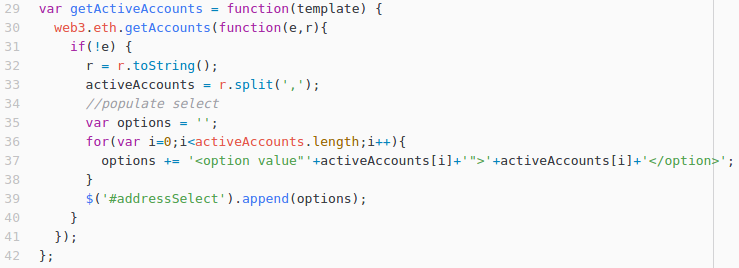 29 var getActiveAccounts = function(template) {
30   web3.eth.getAccounts(function(e,r){
31     if(!e) {
32       r = r.toString();
33       activeAccounts = r.split(',');
34       //populate select
35       var options = '';
36       for(var i=0;i<activeAccounts.length;i++){
37         options += '<option value"'+activeAccounts[i]+'">'+activeAccounts[i]+'</option>';
38       }
39       $('#addressSelect').append(options);
40     }
41   });
42 };